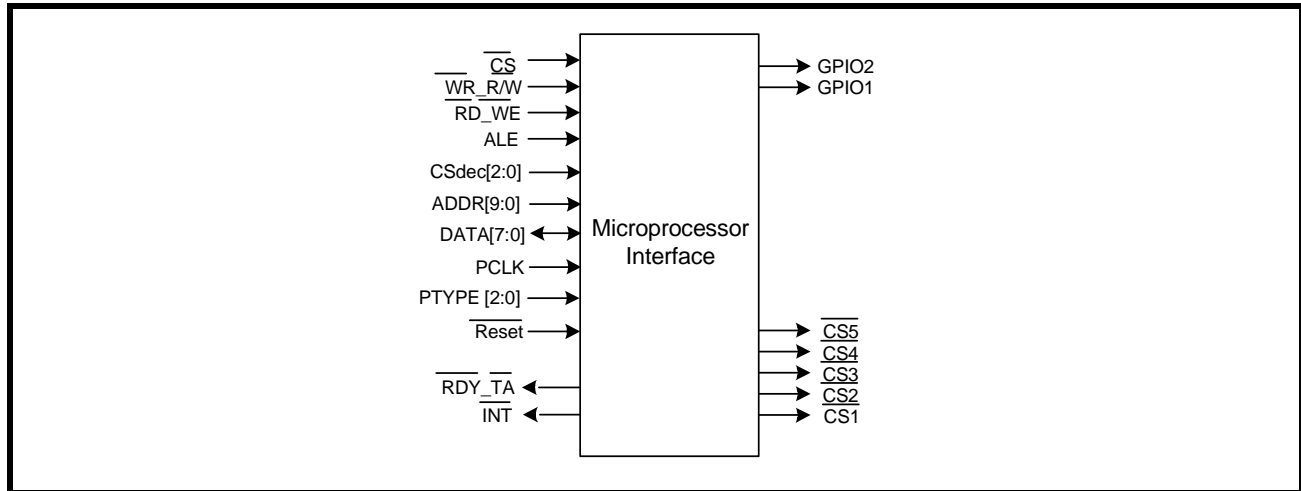 CS
WR_R/W
RD_WE
ALE
CSdec[2:0]
ADDR[9:0]
DATA[7:0]
PCLK
PTYPE [2:0]
Reset
RDY_TA
INT
Microprocessor
Interface
GPIO2
GPIO1
CS5
CS4
CS3
CS2
CS1